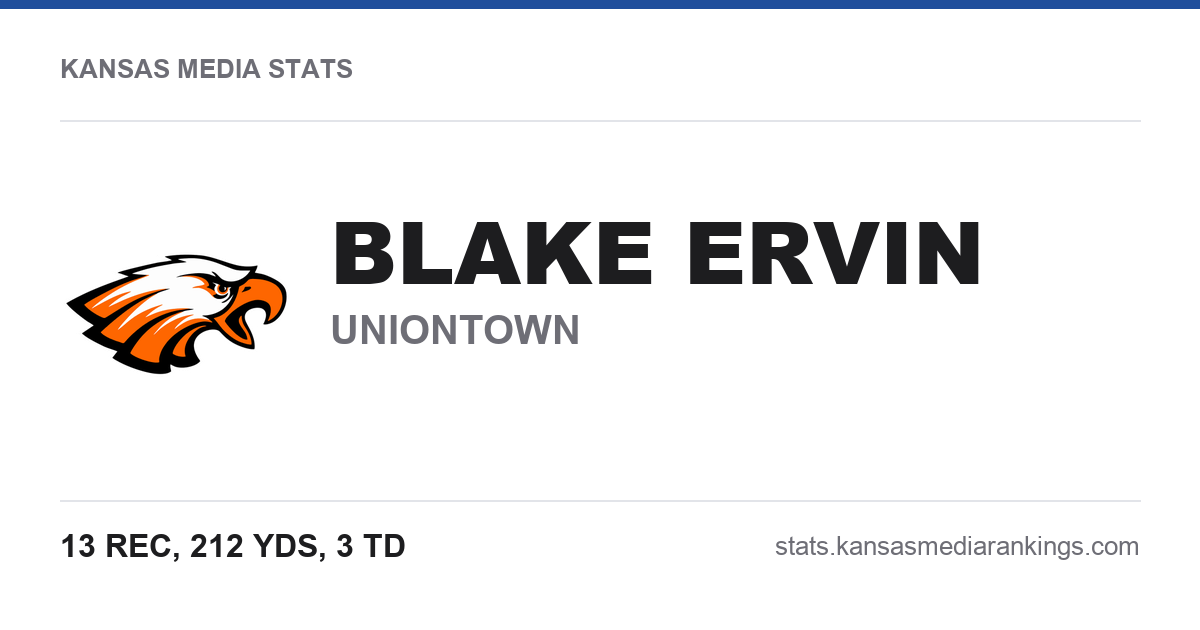 KANSAS MEDIA STATS
BLAKE ERVIN
UNIONTOWN
13 REC, 212 YDS, 3 TD
stats.kansasmediarankings.com